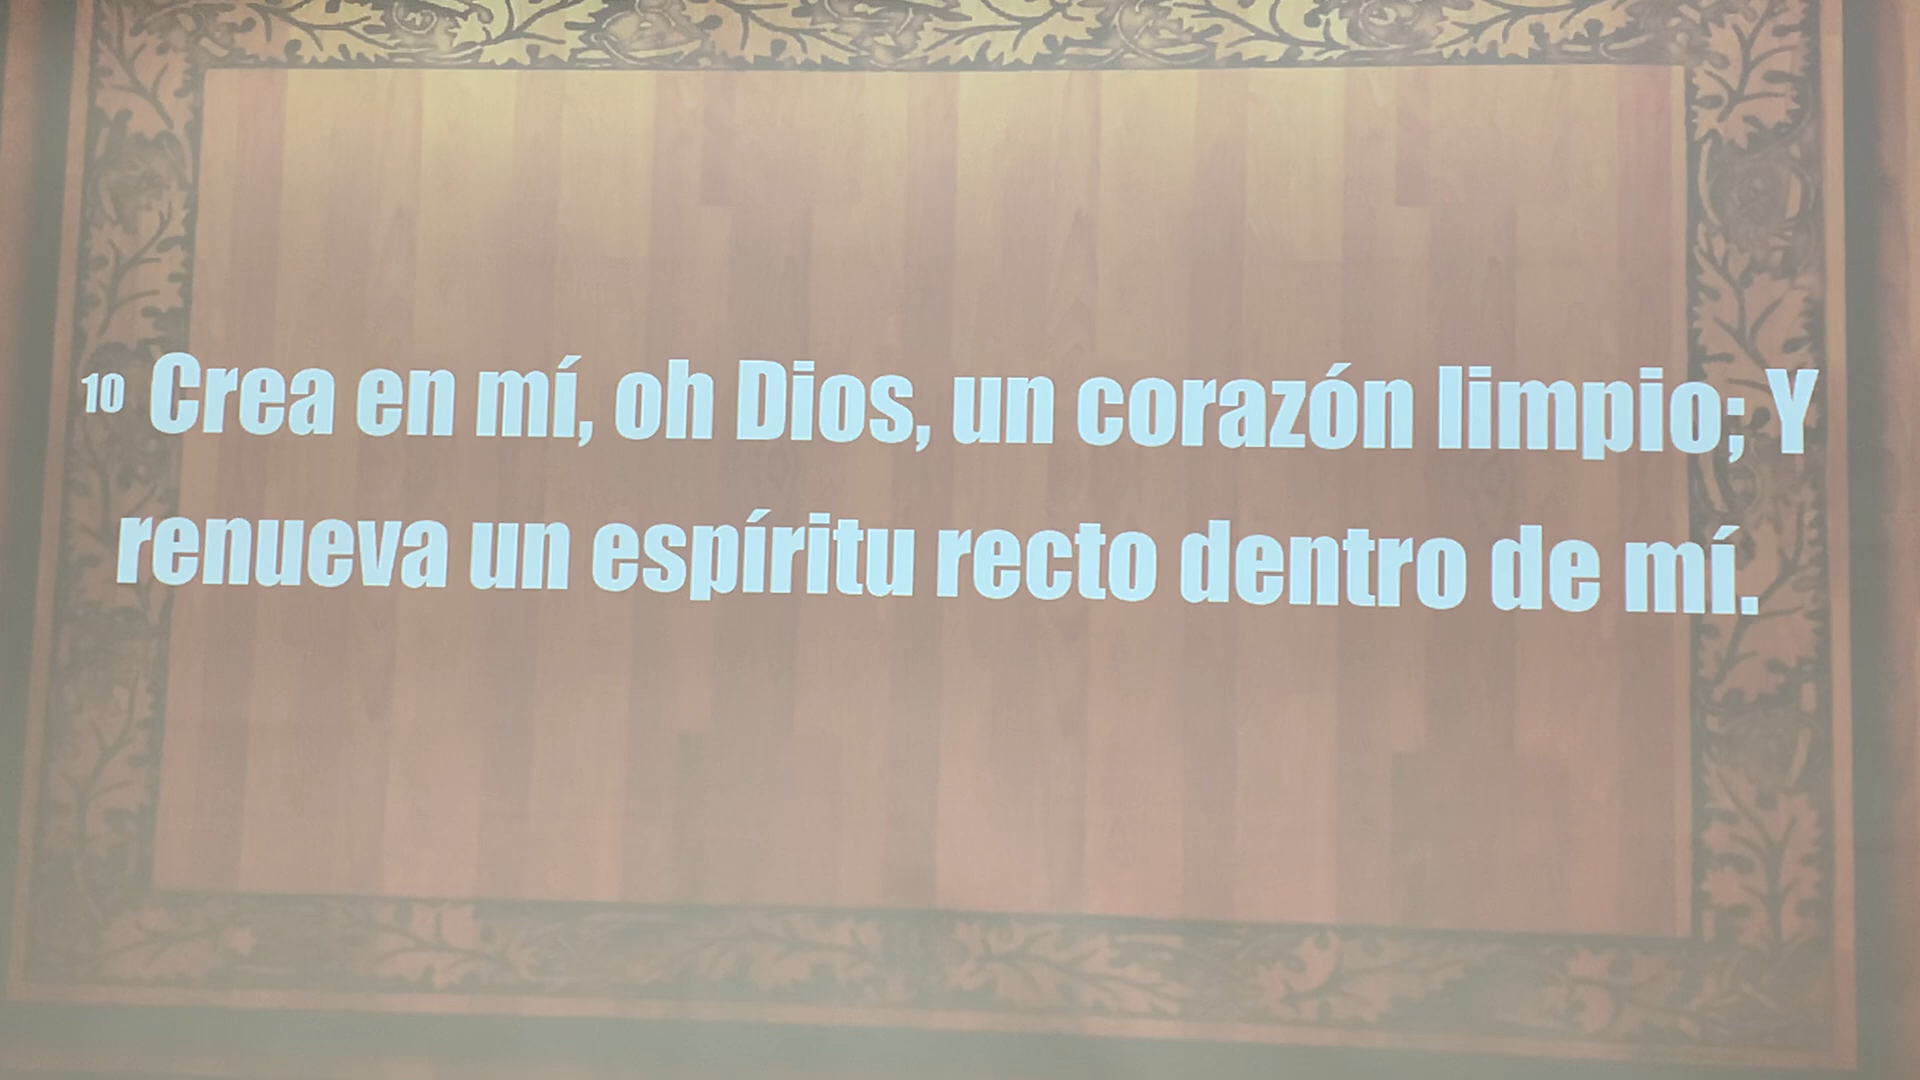 10 Crea en mí, oh Dios, un corazón limpio; Y
renueva un espíritu recto dentro de mí.